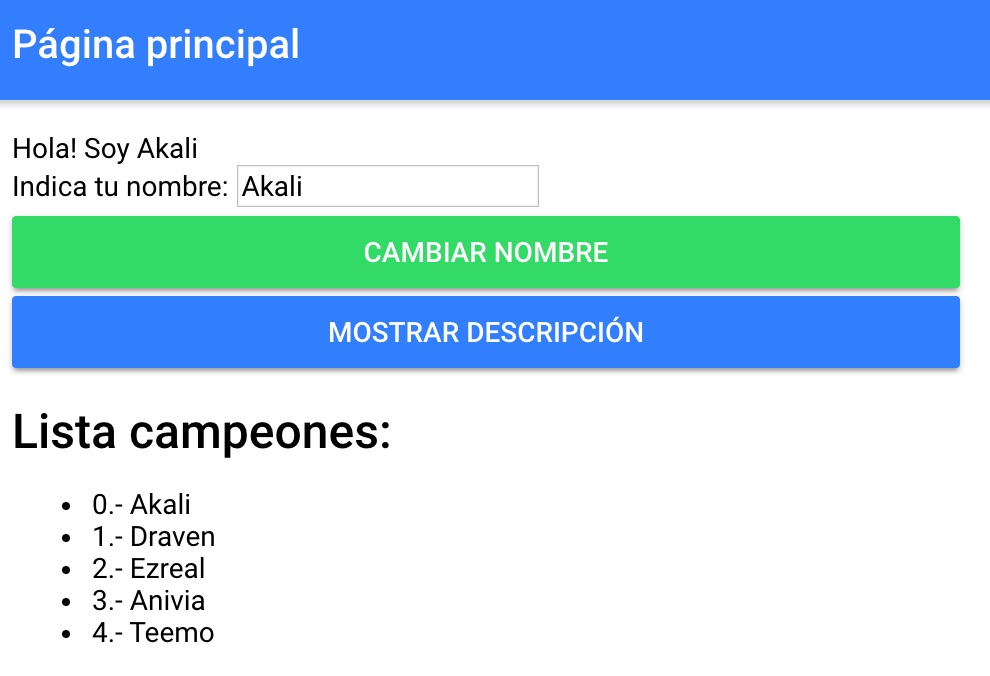 Página principal
Hola! Soy Akali
Indica tu nombre: Akali
CAMBIAR NOMBRE
MOSTRAR DESCRIPCIÓN
Lista campeones:
• 0.- Akali
• 1.- Draven
• 2.- Ezreal
• 3.- Anivia
• 4.- Teemo